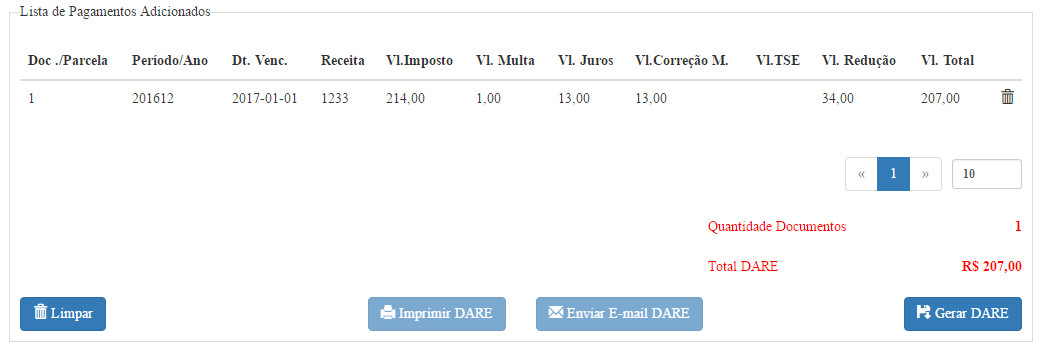 Lista de Pagamentos Adicionados
Doc ./Parcela Período/Ano Dt. Venc. Receita Vl.Imposto Vl. Multa Vl. Juros Vl.Correção M. Vl.TSE Vl. Redução Vl. Total
1 201612 2017-01-01 1233 214,00 1,00 13,00 13,00 34,00 207,00
« 1 » 10
Quantidade Documentos 1
Total DARE R$ 207,00
Limpar Imprimir DARE Enviar E-mail DARE Gerar DARE